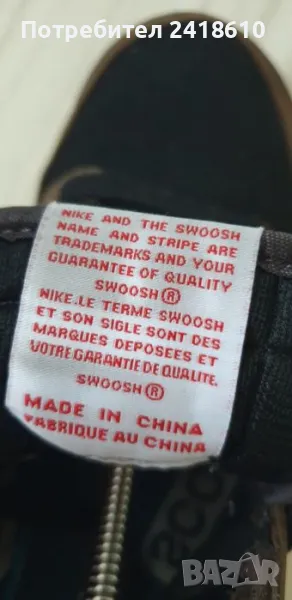 Потребител 2418610
NIKE AND THE SWOOSH
NAME AND STRIPE ARE
TRADEMARKS AND YOUR
GUARANTEE OF QUALITY
SWOOSH®
NIKE.LE TERME SWOOSH
ET SON SIGLE SONT DES
MARQUES DEPOSEES ET
VOTRE GARANTIE DE QUALITE.
SWOOSH®
MADE IN CHINA
FABRIQUE AU CHINA
BAZAR
bg